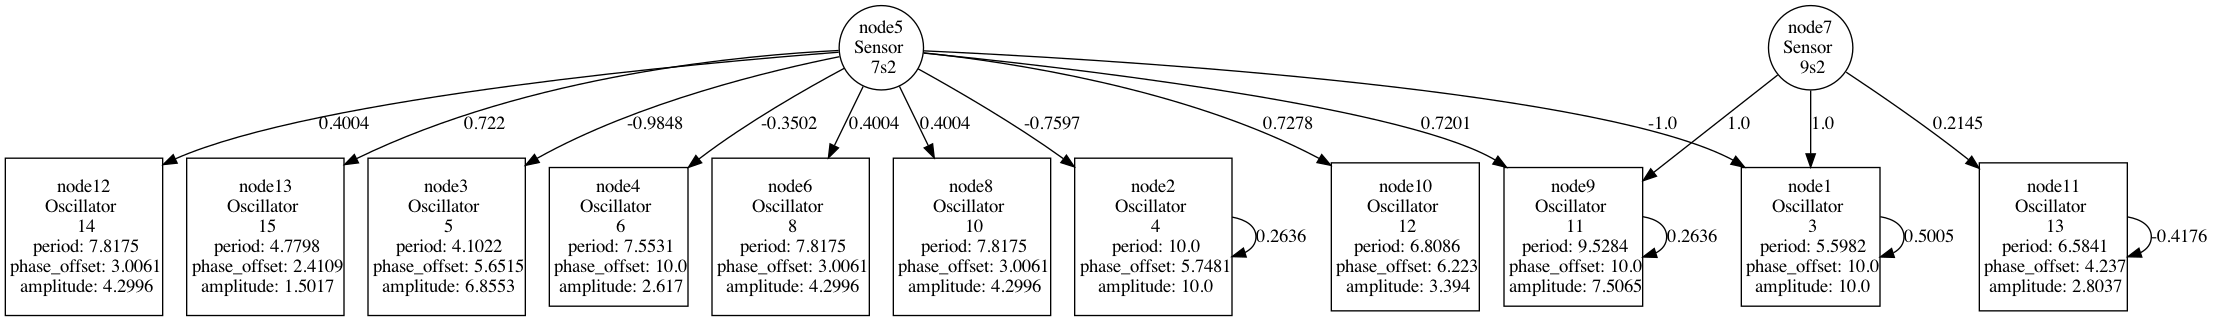 node5
Sensor
7s2
node7
Sensor
9s2
0.4004
0.722
-0.9848
-0.3502
0.4004
0.4004
-0.7597
0.7278
0.7201
-1.0
1.0
1.0
0.2145
node12
Oscillator
14
period: 7.8175
phase_offset: 3.0061
amplitude: 4.2996
node13
Oscillator
15
period: 4.7798
phase_offset: 2.4109
amplitude: 1.5017
node3
Oscillator
5
period: 4.1022
phase_offset: 5.6515
amplitude: 6.8553
node4
Oscillator
6
period: 7.5531
phase_offset: 10.0
amplitude: 2.617
node6
Oscillator
8
period: 7.8175
phase_offset: 3.0061
amplitude: 4.2996
node8
Oscillator
10
period: 7.8175
phase_offset: 3.0061
amplitude: 4.2996
node2
Oscillator
4
period: 10.0
phase_offset: 5.7481
amplitude: 10.0
0.2636
node10
Oscillator
12
period: 6.8086
phase_offset: 6.223
amplitude: 3.394
node9
Oscillator
11
period: 9.5284
phase_offset: 10.0
amplitude: 7.5065
0.2636
node1
Oscillator
3
period: 5.5982
phase_offset: 10.0
amplitude: 10.0
0.5005
node11
Oscillator
13
period: 6.5841
phase_offset: 4.237
amplitude: 2.8037
-0.4176